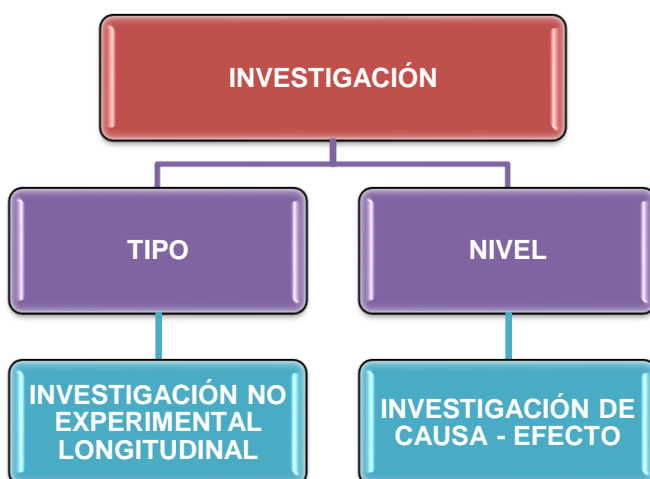 INVESTIGACIÓN
TIPO
NIVEL
INVESTIGACIÓN NO
EXPERIMENTAL
LONGITUDINAL
INVESTIGACIÓN DE
CAUSA - EFECTO